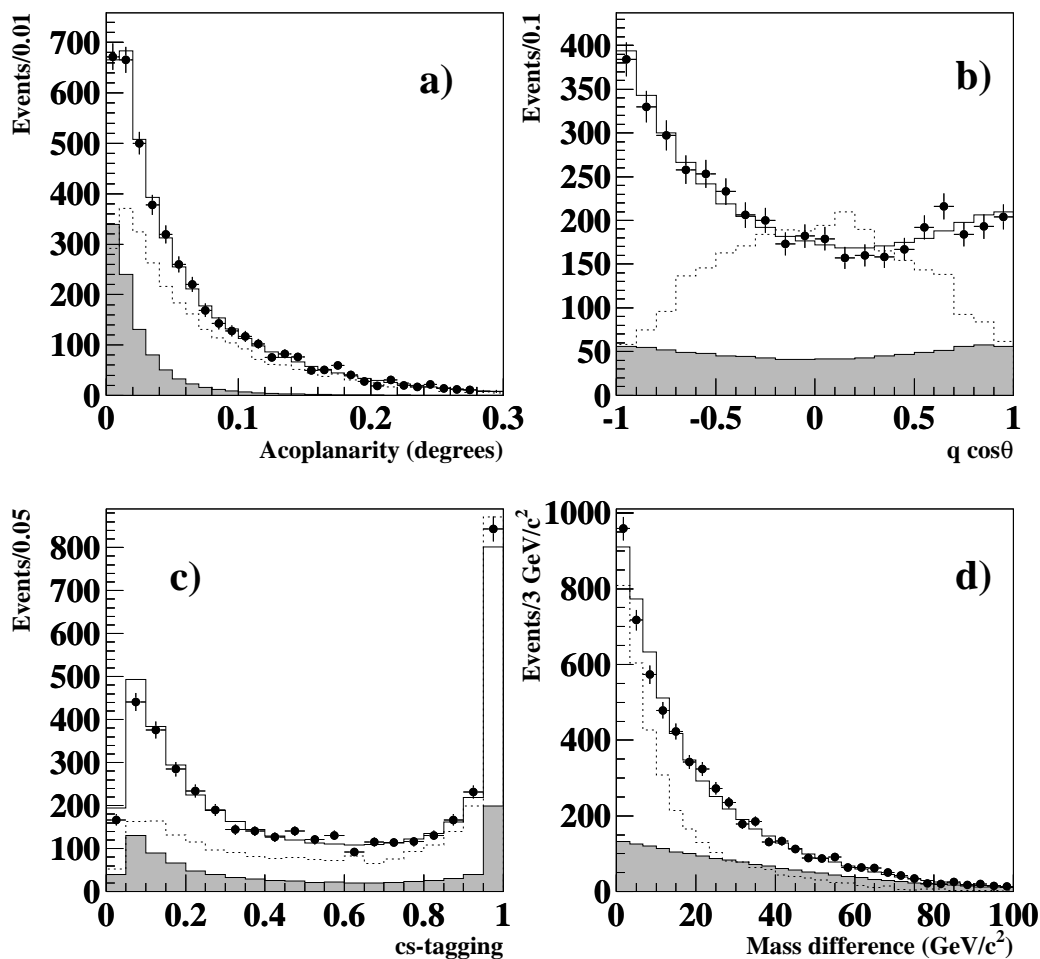 Events/0.01
700
600
500
400
300
200
100
0
a)
0 0.1 0.2 0.3
Acoplanarity (degrees)
Events/0.1
400
350
300
250
200
150
100
50
0
b)
-1 -0.5 0 0.5 1
q cosθ
Events/0.05
800
700
600
500
400
300
200
100
0
c)
0 0.2 0.4 0.6 0.8 1
cs-tagging
Events/3 GeV/c²
1000
800
600
400
200
0
d)
0 20 40 60 80 100
Mass difference (GeV/c²)